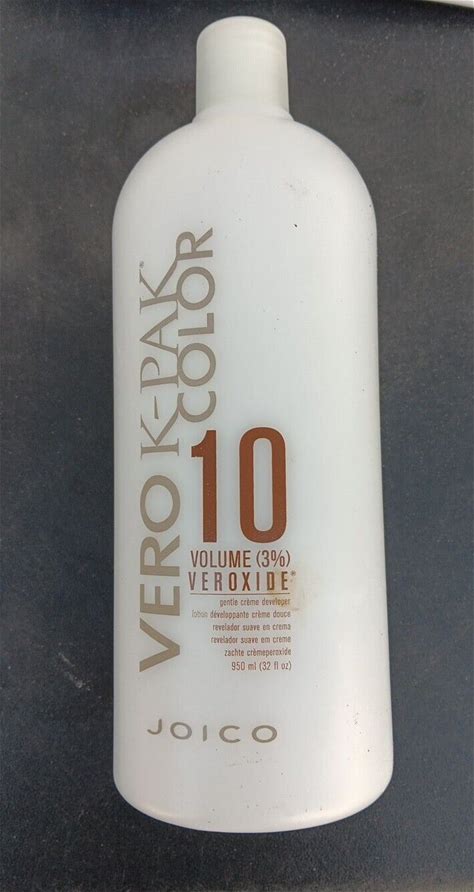 VERO K-PAK®
COLOR
10
VOLUME (3%)
VEROXIDE®
gentle crème developer
lotion développante crème douce
revelador suave en crema
revelador suave em creme
zachte crèmeperoxide
950 ml (32 fl oz)
JOICO